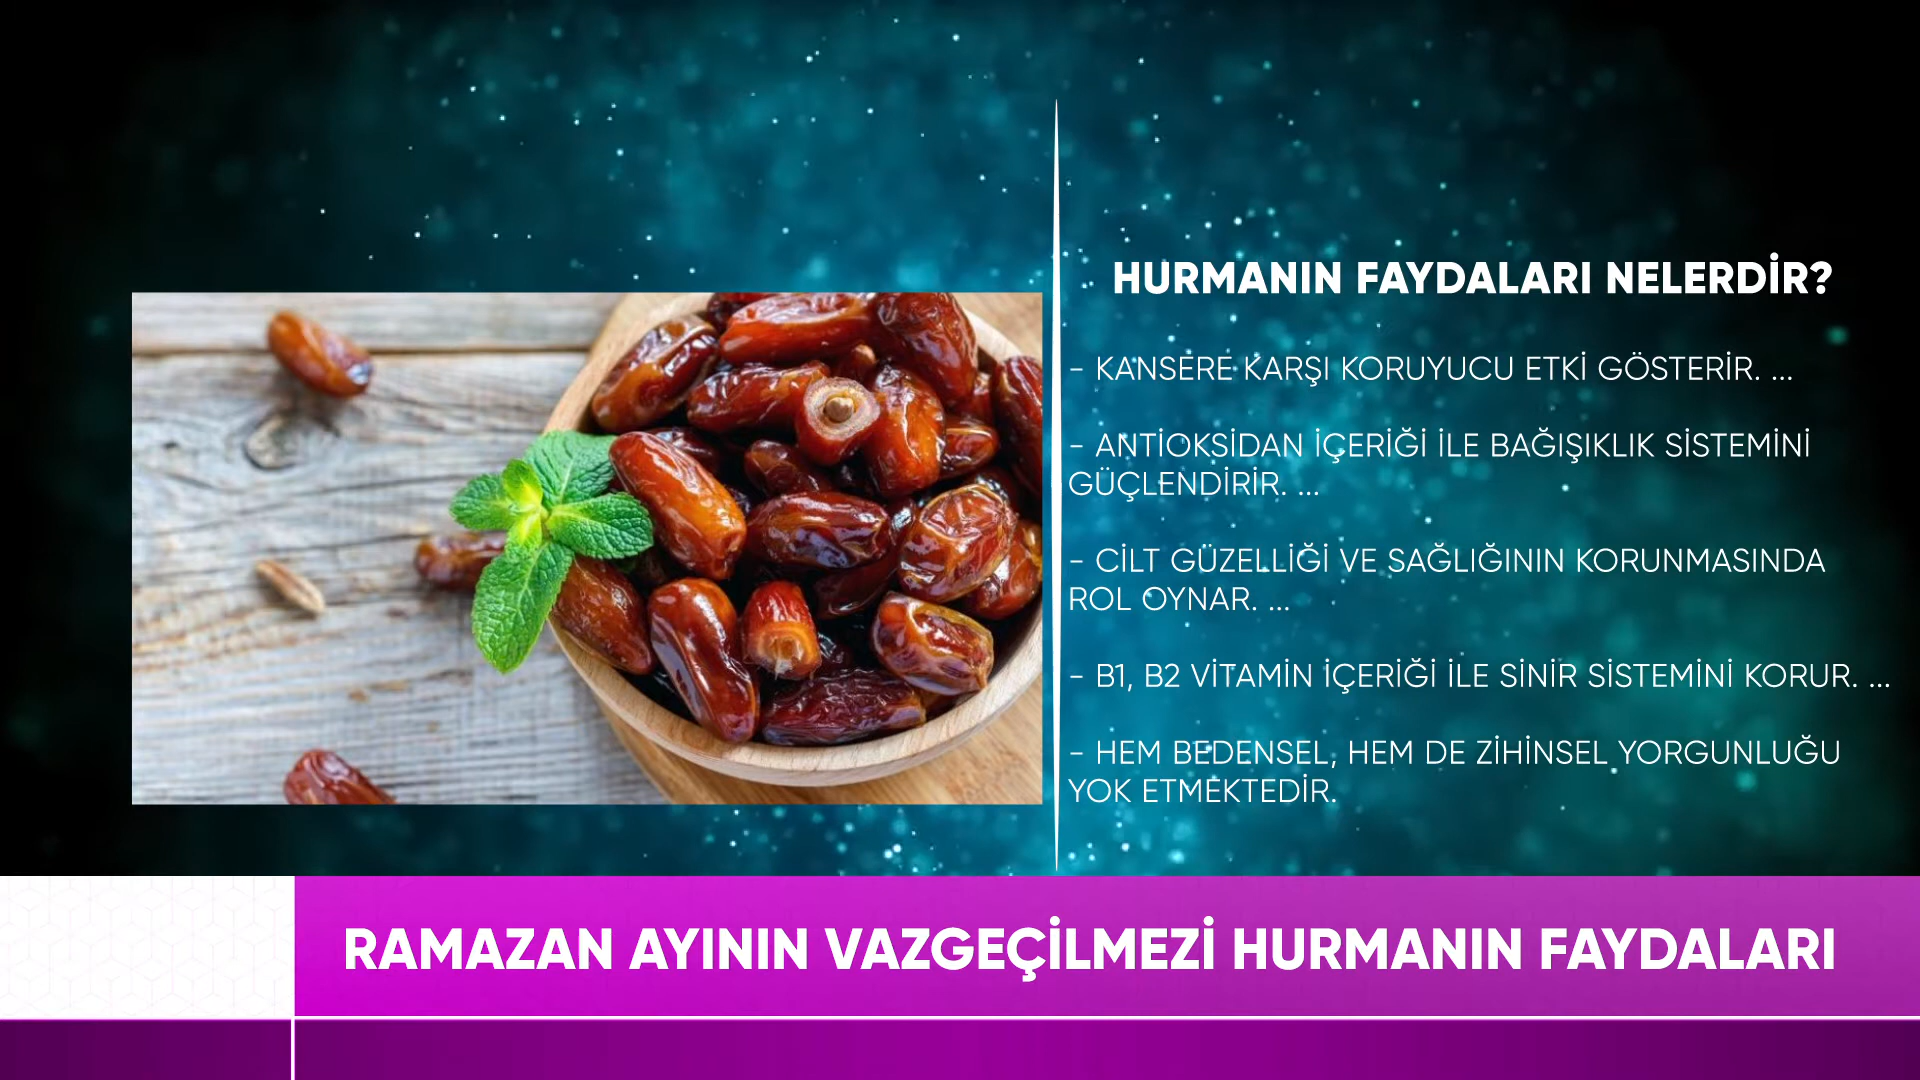 HURMANIN FAYDALARI NELERDİR?
- KANSERE KARŞI KORUYUCU ETKİ GÖSTERİR. ...
- ANTİOKSİDAN İÇERİĞİ İLE BAĞIŞIKLIK SİSTEMİNİ
GÜÇLENDİRİR. ...
- CİLT GÜZELLİĞİ VE SAĞLIĞININ KORUNMASINDA
ROL OYNAR. ...
- B1, B2 VİTAMİN İÇERİĞİ İLE SİNİR SİSTEMİNİ KORUR. ...
- HEM BEDENSEL, HEM DE ZİHİNSEL YORGUNLUĞU
YOK ETMEKTEDİR.
RAMAZAN AYININ VAZGEÇİLMEZİ HURMANIN FAYDALARI